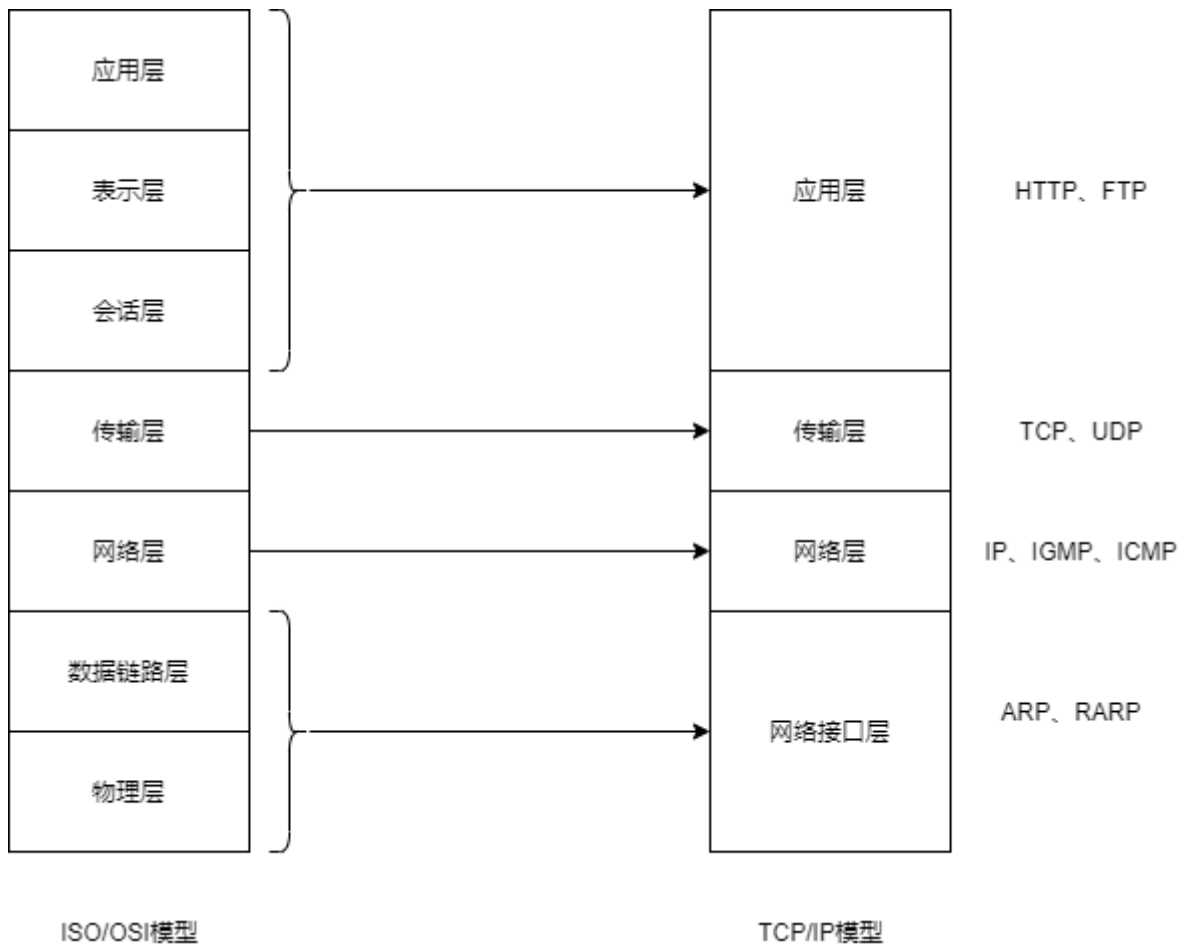 应用层
表示层
会话层
传输层
网络层
数据链路层
物理层
ISO/OSI模型
应用层
传输层
网络层
网络接口层
TCP/IP模型
HTTP、FTP
TCP、UDP
IP、IGMP、ICMP
ARP、RARP